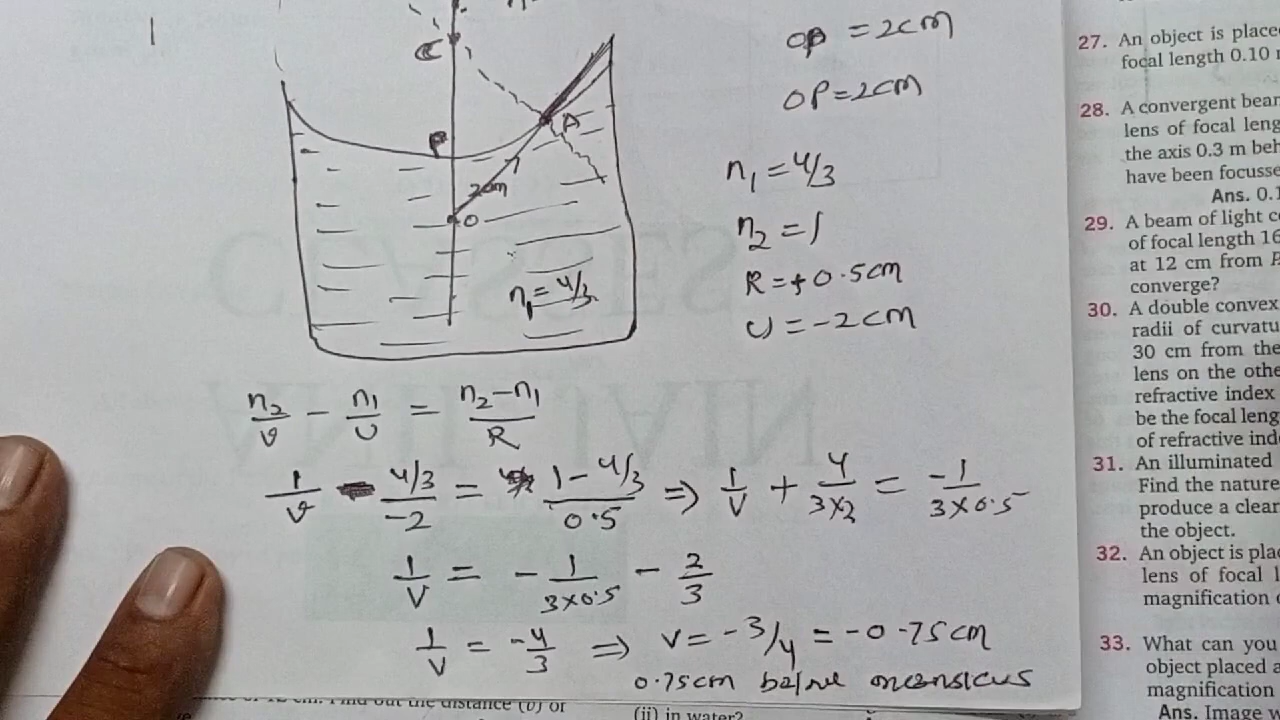 1
C
P
A
2cm
O
n1 = 4/3
OP = 2cm
OP = 2cm
n1 = 4/3
n2 = 1
R = +0.5cm
U = -2cm
n2/v - n1/U = n2-n1/R
1/v - 4/3/-2 = 1-4/3/0.5 => 1/V + 4/3×2 = -1/3×0.5
1/V = -1/3×0.5 - 2/3
1/V = -4/3 => V = -3/4 = -0.75cm
0.75cm below meniscus
27. An object is place
focal length 0.10
28. A convergent bear
lens of focal leng
the axis 0.3 m beh
have been focusse
Ans. 0.1
29. A beam of light c
of focal length 16
at 12 cm from P
converge?
30. A double convex
radii of curvatu
30 cm from the
lens on the othe
refractive index
be the focal leng
of refractive ind
31. An illuminated
Find the nature
produce a clear
the object.
32. An object is pla
lens of focal l
magnification
33. What can you
object placed a
magnification
Ans. Image
Find out the distance (b) or
(ii) in water?